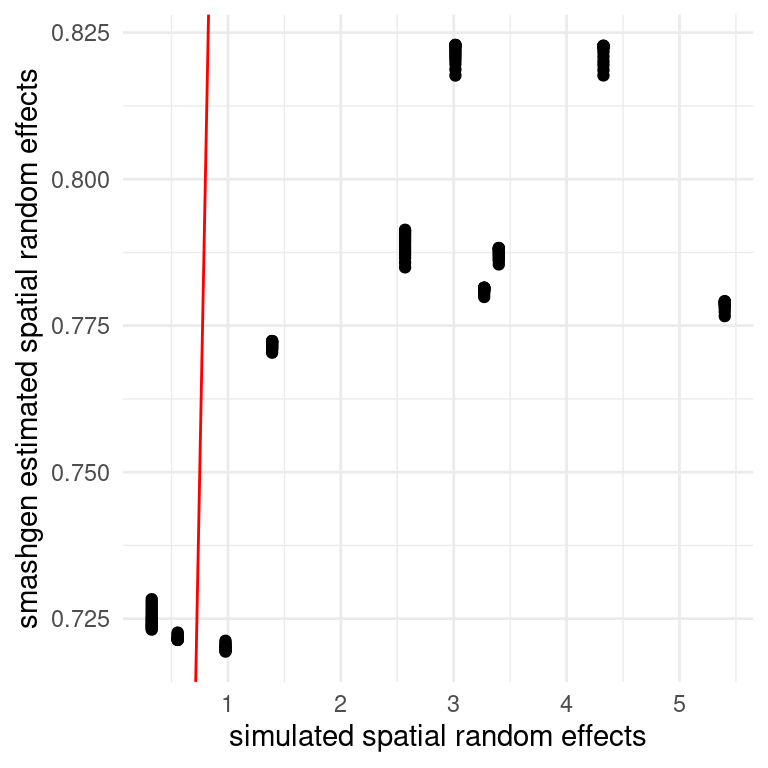 smashgen estimated spatial random effects
0.825
0.800
0.775
0.750
0.725
1 2 3 4 5
simulated spatial random effects